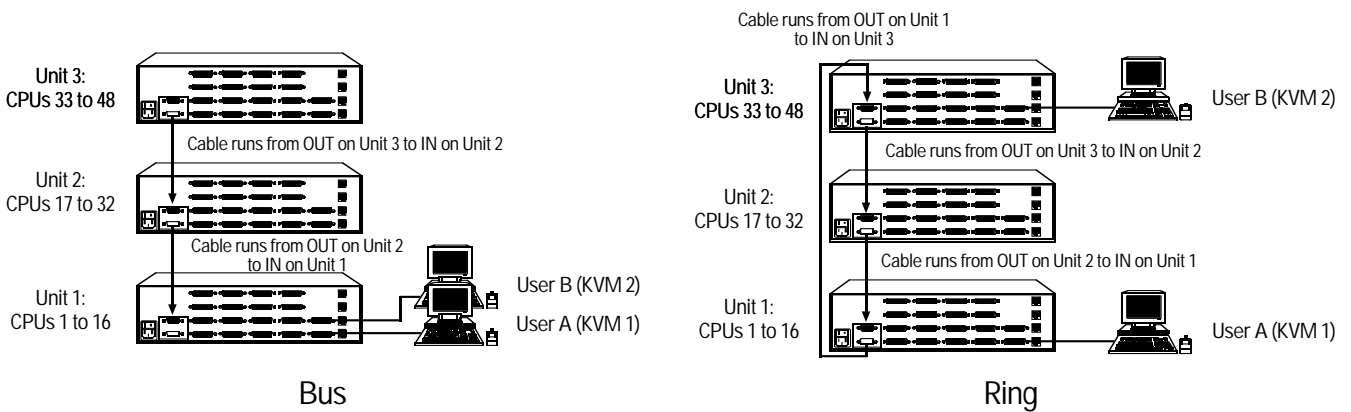 Unit 3:
CPUs 33 to 48
Cable runs from OUT on Unit 3 to IN on Unit 2
Unit 2:
CPUs 17 to 32
Cable runs from OUT on Unit 2
to IN on Unit 1
Unit 1:
CPUs 1 to 16
User B (KVM 2)
User A (KVM 1)
Bus
Cable runs from OUT on Unit 1
to IN on Unit 3
Unit 3:
CPUs 33 to 48
User B (KVM 2)
Cable runs from OUT on Unit 3 to IN on Unit 2
Unit 2:
CPUs 17 to 32
Cable runs from OUT on Unit 2 to IN on Unit 1
Unit 1:
CPUs 1 to 16
User A (KVM 1)
Ring